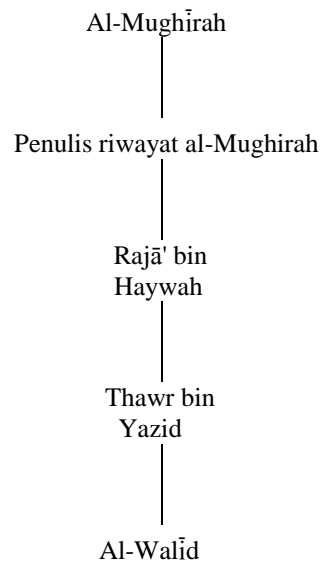 Al-Mughīrah
Penulis riwayat al-Mughirah
Rajā' bin
Haywah
Thawr bin
Yazid
Al-Walīd